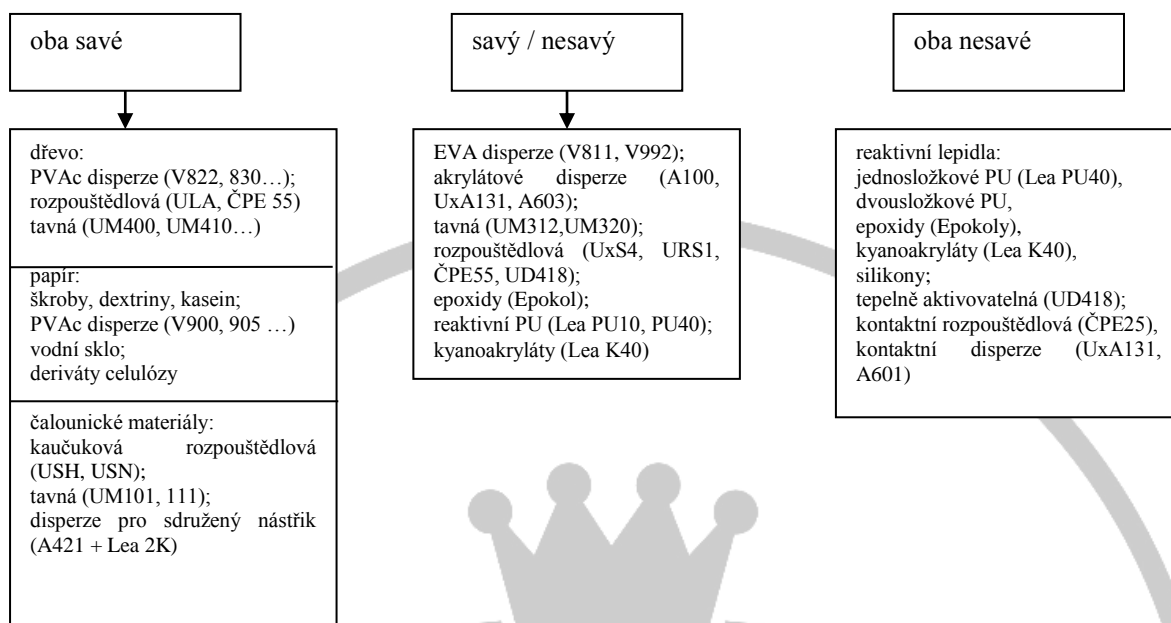 oba savé
savý / nesavý
oba nesavé
dřevo:
PVAc disperze (V822, 830…);
rozpouštědlová (ULA, ČPE 55)
tavná (UM400, UM410…)
papír:
škroby, dextriny, kasein;
PVAc disperze (V900, 905 …)
vodní sklo;
deriváty celulózy
čalounické materiály:
kaučuková rozpouštědlová
(USH, USN);
tavná (UM101, 111);
disperze pro sdružený nástřik
(A421 + Lea 2K)
EVA disperze (V811, V992);
akrylátové disperze (A100,
UxA131, A603);
tavná (UM312,UM320);
rozpouštědlová (UxS4, URS1,
ČPE55, UD418);
epoxidy (Epokol);
reaktivní PU (Lea PU10, PU40);
kyanoakryláty (Lea K40)
reaktivní lepidla:
jednosložkové PU (Lea PU40),
dvousložkové PU,
epoxidy (Epokoly),
kyanoakryláty (Lea K40),
silikony;
tepelně aktivovatelná (UD418);
kontaktní rozpouštědlová (ČPE25),
kontaktní disperze (UxA131,
A601)